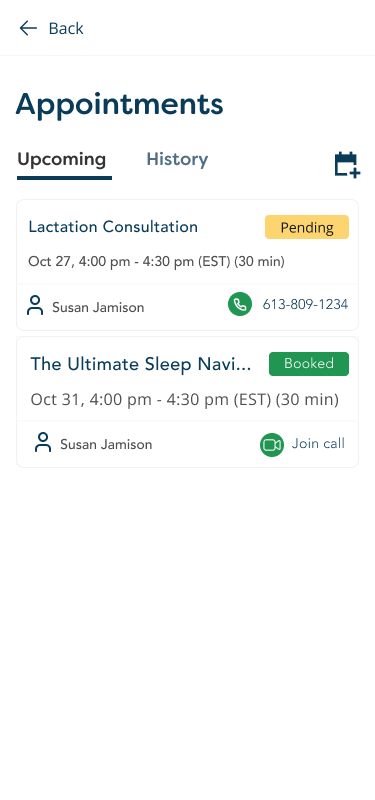 Back
Appointments
Upcoming History
Lactation Consultation Pending
Oct 27, 4:00 pm - 4:30 pm (EST) (30 min)
Susan Jamison 613-809-1234
The Ultimate Sleep Navi... Booked
Oct 31, 4:00 pm - 4:30 pm (EST) (30 min)
Susan Jamison Join call